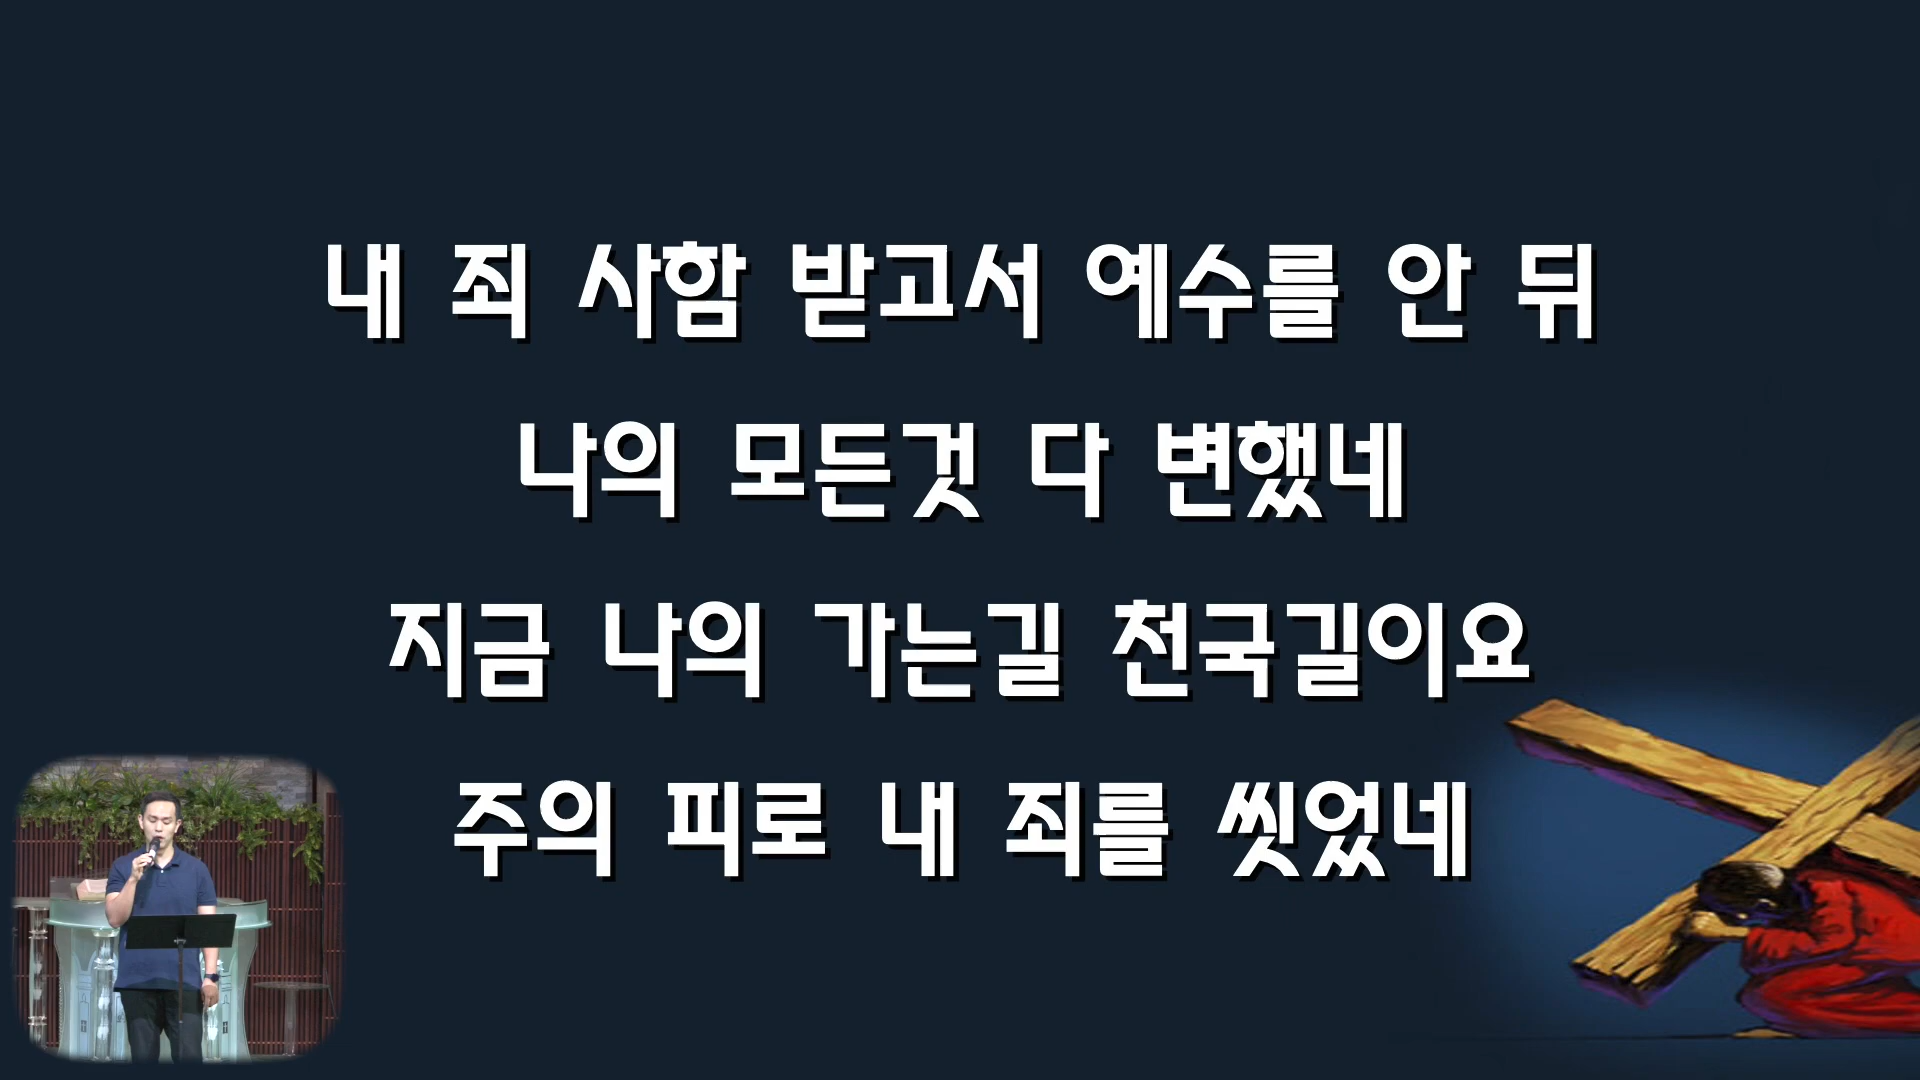 내 죄 사함 받고서 예수를 안 뒤
나의 모든것 다 변했네
지금 나의 가는길 천국길이요
주의 피로 내 죄를 씻었네